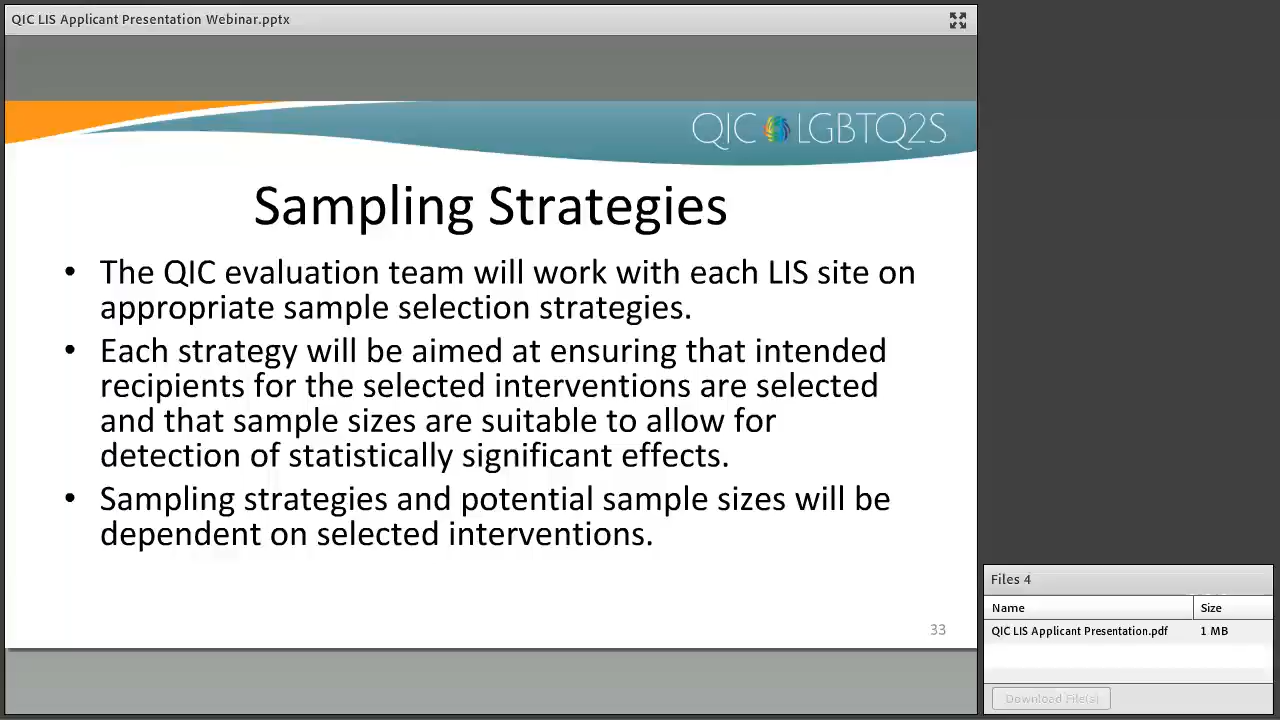 QIC LIS Applicant Presentation Webinar.pptx
QIC LGBTQ2S
Sampling Strategies
• The QIC evaluation team will work with each LIS site on
appropriate sample selection strategies.
• Each strategy will be aimed at ensuring that intended
recipients for the selected interventions are selected
and that sample sizes are suitable to allow for
detection of statistically significant effects.
• Sampling strategies and potential sample sizes will be
dependent on selected interventions.
33
Files 4
Name Size
QIC LIS Applicant Presentation.pdf 1 MB
Download File(s)